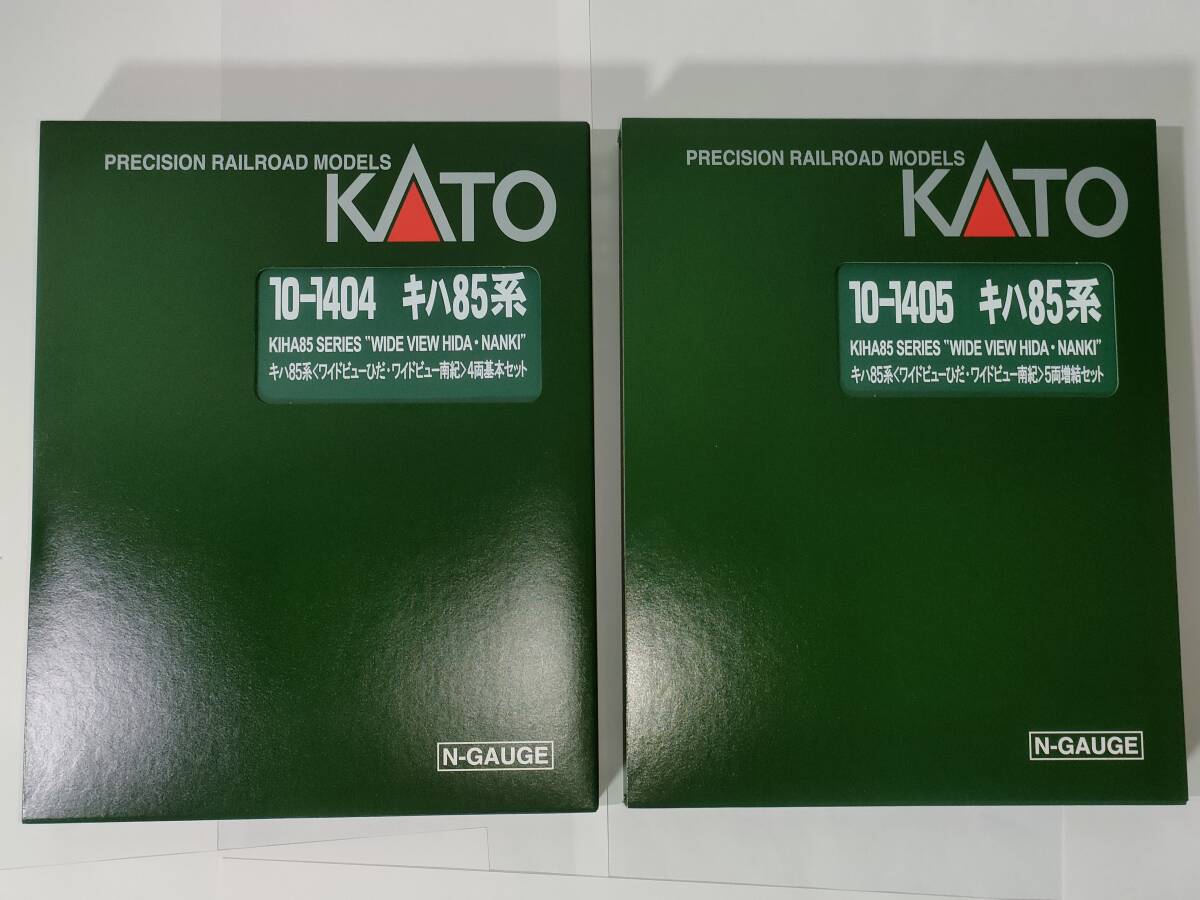 PRECISION RAILROAD MODELS
KATO
10-1404 キハ85系
KIHA85 SERIES "WIDE VIEW HIDA・NANKI"
キハ85系〈ワイドビューひだ・ワイドビュー南紀〉4両基本セット
N-GAUGE
PRECISION RAILROAD MODELS
KATO
10-1405 キハ85系
KIHA85 SERIES "WIDE VIEW HIDA・NANKI"
キハ85系〈ワイドビューひだ・ワイドビュー南紀〉5両増結セット
N-GAUGE